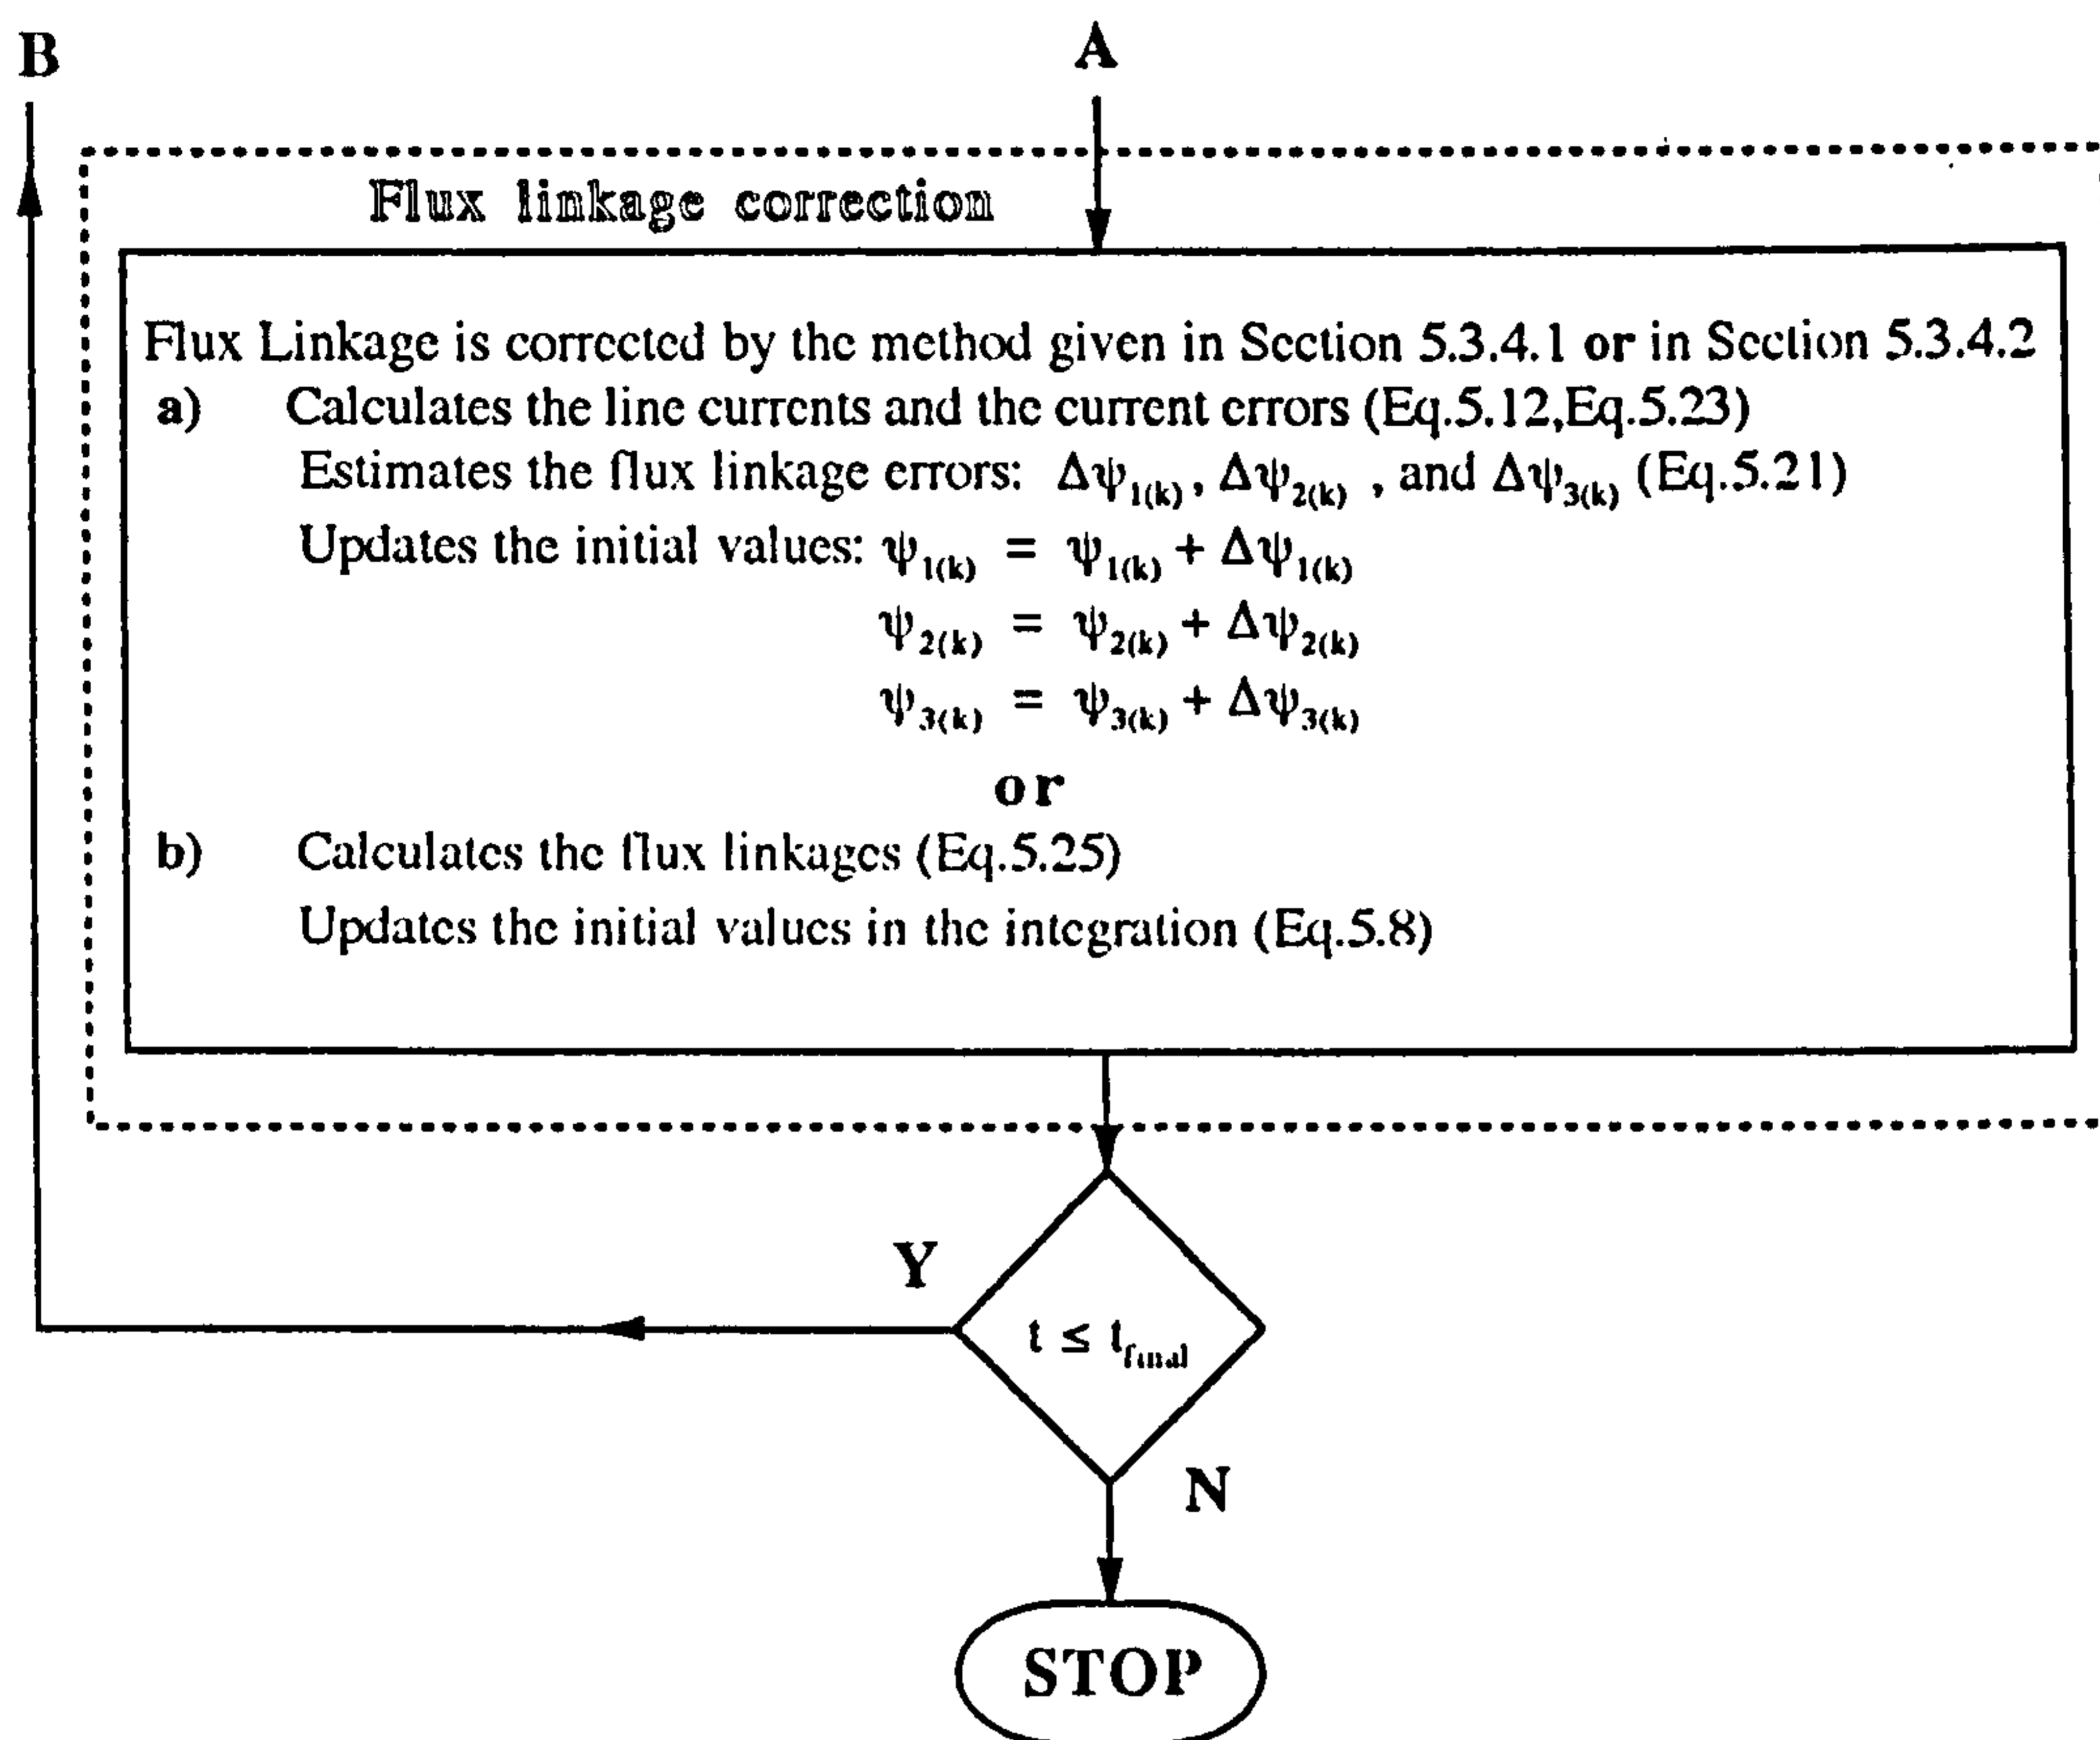 B
A
Flux linkage correction
Flux Linkage is corrected by the method given in Section 5.3.4.1 or in Section 5.3.4.2
a) Calculates the line currents and the current errors (Eq.5.12,Eq.5.23)
Estimates the flux linkage errors: Δψ1(k), Δψ2(k) , and Δψ3(k) (Eq.5.21)
Updates the initial values: ψ1(k) = ψ1(k) + Δψ1(k)
ψ2(k) = ψ2(k) + Δψ2(k)
ψ3(k) = ψ3(k) + Δψ3(k)
or
b) Calculates the flux linkages (Eq.5.25)
Updates the initial values in the integration (Eq.5.8)
Y
t ≤ tfinal
N
STOP